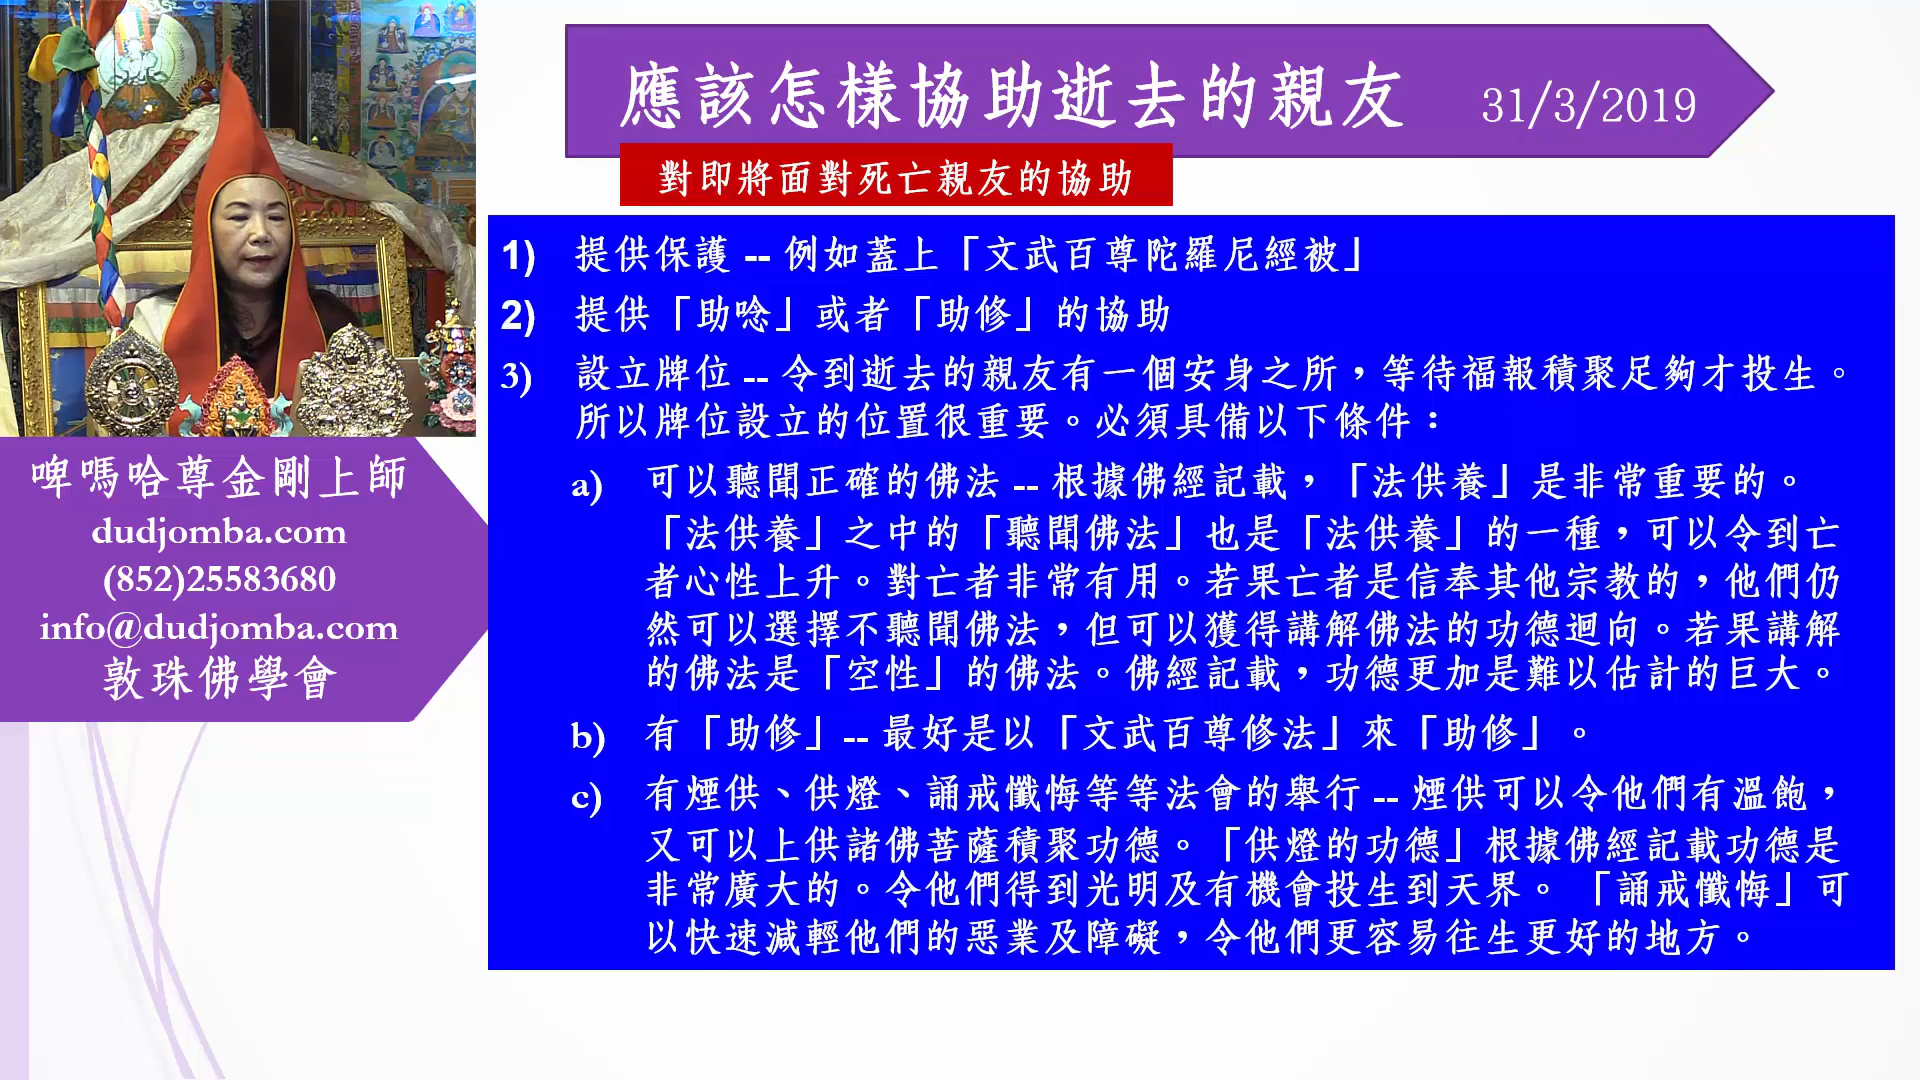 應該怎樣協助逝去的親友 31/3/2019
對即將面對死亡親友的協助
1) 提供保護 -- 例如蓋上「文武百尊陀羅尼經被」
2) 提供「助唸」或者「助修」的協助
3) 設立牌位 -- 令到逝去的親友有一個安身之所，等待福報積聚足夠才投生。
所以牌位設立的位置很重要。必須具備以下條件：
a) 可以聽聞正確的佛法 -- 根據佛經記載，「法供養」是非常重要的。
「法供養」之中的「聽聞佛法」也是「法供養」的一種，可以令到亡
者心性上升。對亡者非常有用。若果亡者是信奉其他宗教的，他們仍
然可以選擇不聽聞佛法，但可以獲得講解佛法的功德迴向。若果講解
的佛法是「空性」的佛法。佛經記載，功德更加是難以估計的巨大。
b) 有「助修」-- 最好是以「文武百尊修法」來「助修」。
c) 有煙供、供燈、誦戒懺悔等等法會的舉行 -- 煙供可以令他們有溫飽，
又可以上供諸佛菩薩積聚功德。「供燈的功德」根據佛經記載功德是
非常廣大的。令他們得到光明及有機會投生到天界。「誦戒懺悔」可
以快速減輕他們的惡業及障礙，令他們更容易往生更好的地方。
啤嗎哈尊金剛上師
dudjomba.com
(852)25583680
info@dudjomba.com
敦珠佛學會